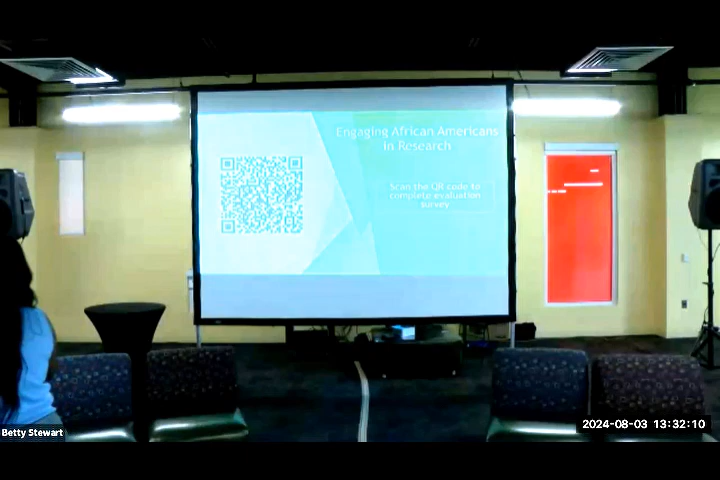 Engaging African Americans
in Research
Scan the QR code to
complete evaluation
survey
Betty Stewart
2024-08-03 13:32:10